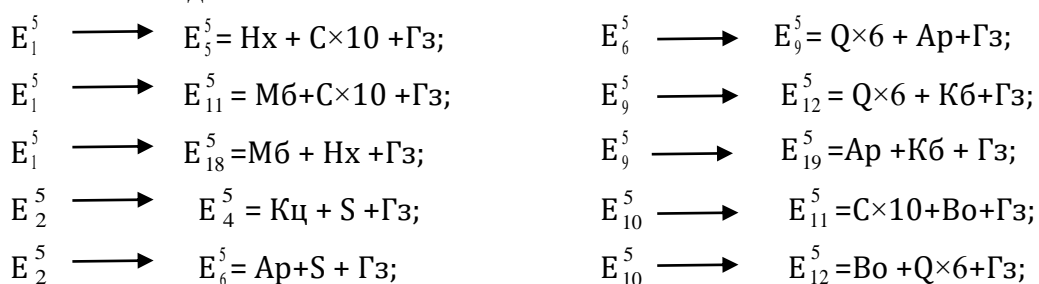 E₁⁵ ⟶ E₅⁵= Нх + С×10 +Гз;
E₁⁵ ⟶ E₁₁⁵ = Мб+С×10 +Гз;
E₁⁵ ⟶ E₁₈⁵ =Мб + Нх +Гз;
E₂⁵ ⟶ E₄⁵ = Кц + S +Гз;
E₂⁵ ⟶ E₆⁵= Ар+S + Гз;
E₆⁵ ⟶ E₉⁵= Q×6 + Ар+Гз;
E₉⁵ ⟶ E₁₂⁵ = Q×6 + Кб+Гз;
E₉⁵ ⟶ E₁₉⁵ =Ар +Кб + Гз;
E₁₀⁵ ⟶ E₁₁⁵ =С×10+Во+Гз;
E₁₀⁵ ⟶ E₁₂⁵ =Во +Q×6+Гз;